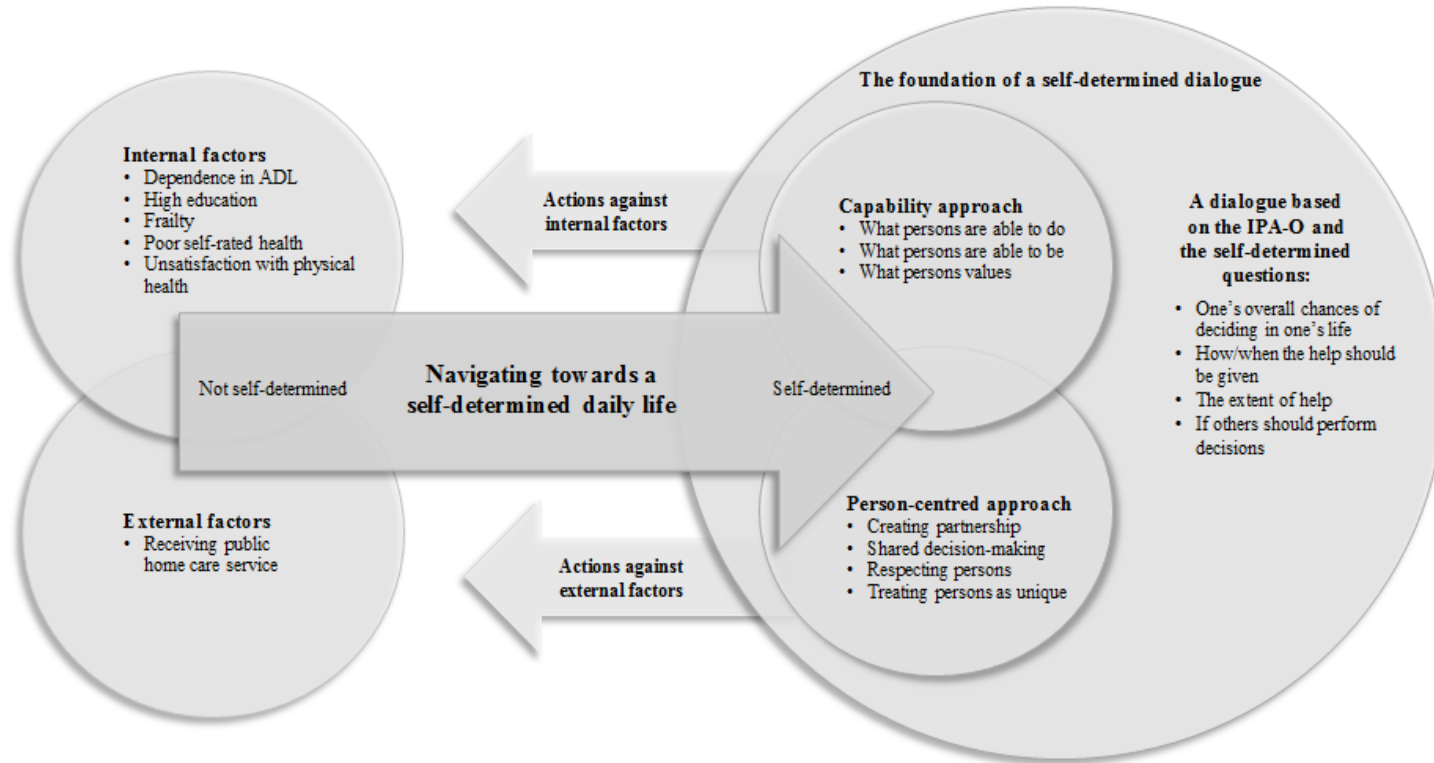 Internal factors
• Dependence in ADL
• High education
• Frailty
• Poor self-rated health
• Unsatisfaction with physical
health
External factors
• Receiving public
home care service
Not self-determined
Navigating towards a
self-determined daily life
Self-determined
Actions against
internal factors
Actions against
external factors
The foundation of a self-determined dialogue
Capability approach
• What persons are able to do
• What persons are able to be
• What persons values
Person-centred approach
• Creating partnership
• Shared decision-making
• Respecting persons
• Treating persons as unique
A dialogue based
on the IPA-O and
the self-determined
questions:
• One’s overall chances of
deciding in one’s life
• How/when the help should
be given
• The extent of help
• If others should perform
decisions